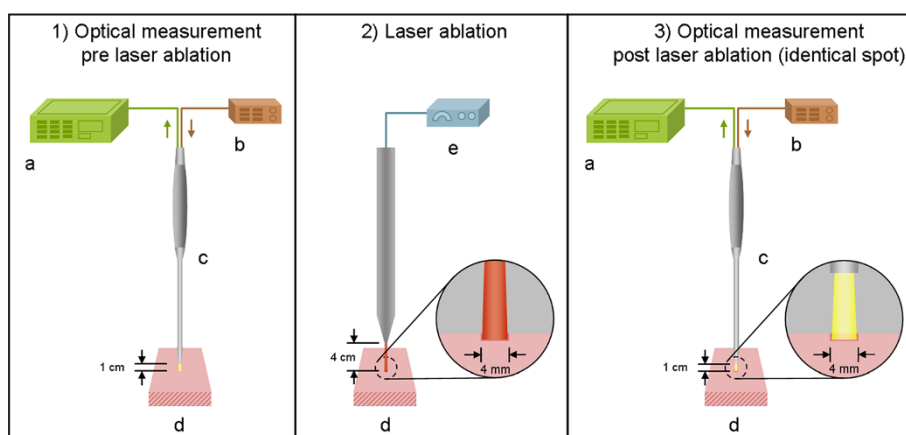 1) Optical measurement
pre laser ablation
a
b
c
1 cm
d
2) Laser ablation
e
4 cm
4 mm
d
3) Optical measurement
post laser ablation (identical spot)
a
b
c
1 cm
4 mm
d